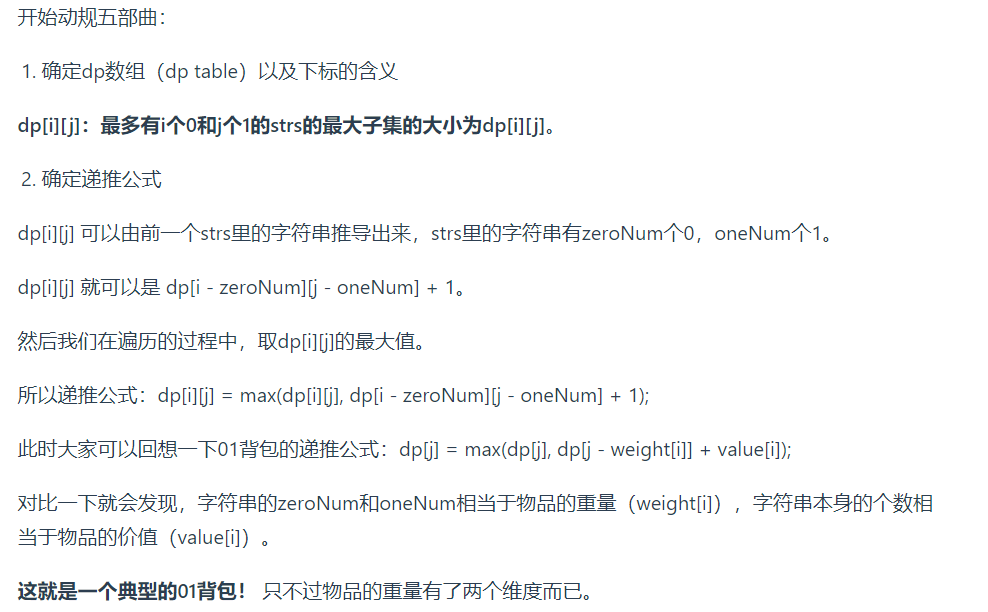 开始动规五部曲：
1. 确定dp数组（dp table）以及下标的含义
dp[i][j]：最多有i个0和j个1的strs的最大子集的大小为dp[i][j]。
2. 确定递推公式
dp[i][j] 可以由前一个strs里的字符串推导出来，strs里的字符串有zeroNum个0，oneNum个1。
dp[i][j] 就可以是 dp[i - zeroNum][j - oneNum] + 1。
然后我们在遍历的过程中，取dp[i][j]的最大值。
所以递推公式：dp[i][j] = max(dp[i][j], dp[i - zeroNum][j - oneNum] + 1);
此时大家可以回想一下01背包的递推公式：dp[j] = max(dp[j], dp[j - weight[i]] + value[i]);
对比一下就会发现，字符串的zeroNum和oneNum相当于物品的重量（weight[i]），字符串本身的个数相
当于物品的价值（value[i]）。
这就是一个典型的01背包！ 只不过物品的重量有了两个维度而已。